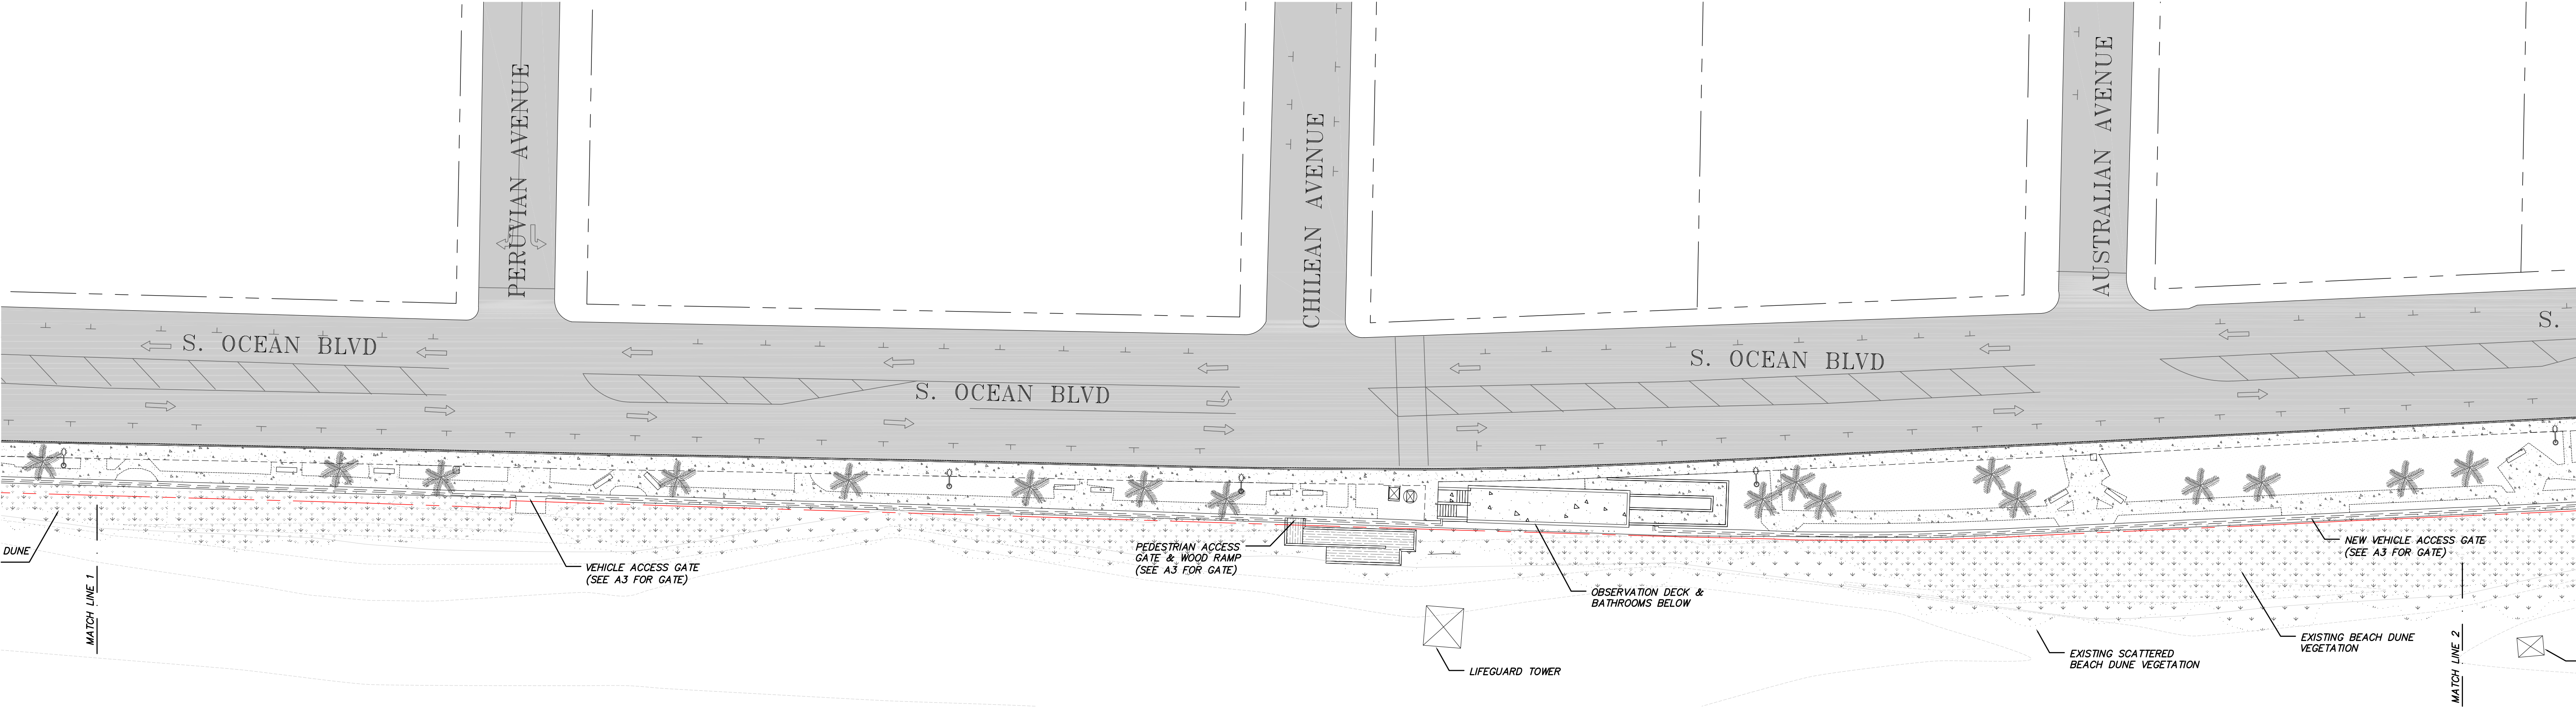 PERUVIAN AVENUE
CHILEAN AVENUE
AUSTRALIAN AVENUE
S. OCEAN BLVD
S. OCEAN BLVD
S. OCEAN BLVD
S.
DUNE
MATCH LINE 1
VEHICLE ACCESS GATE
(SEE A3 FOR GATE)
PEDESTRIAN ACCESS
GATE & WOOD RAMP
(SEE A3 FOR GATE)
LIFEGUARD TOWER
OBSERVATION DECK &
BATHROOMS BELOW
EXISTING SCATTERED
BEACH DUNE VEGETATION
EXISTING BEACH DUNE
VEGETATION
NEW VEHICLE ACCESS GATE
(SEE A3 FOR GATE)
MATCH LINE 2